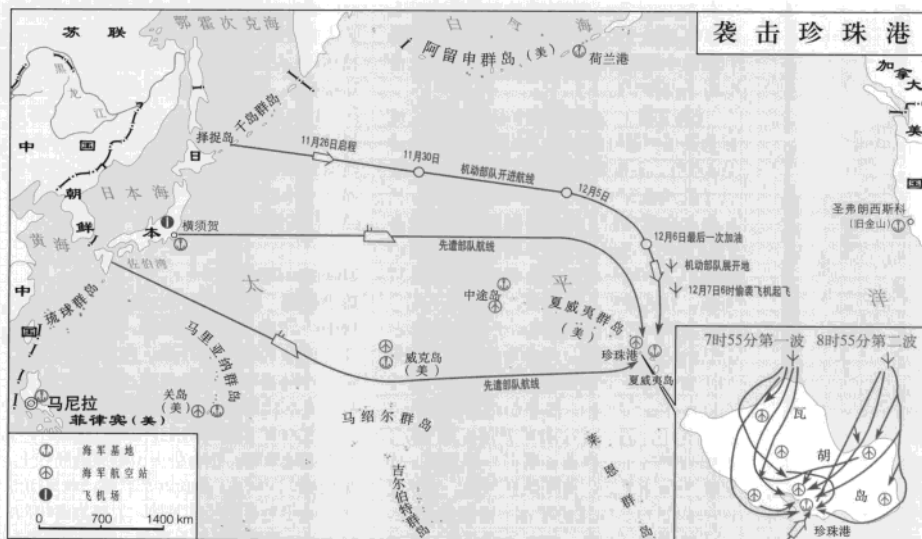 袭击珍珠港
苏联
鄂霍次克海
白令海
阿留申群岛(美)
荷兰港
加拿大
美国
黑龙江
千岛群岛
择捉岛
11月26日启程
11月30日
机动部队开进航线
12月5日
中国
朝鲜
日本海
日本
横须贺
先遣部队航线
12月6日最后一次加油
机动部队展开地
12月7日6时偷袭飞机起飞
圣弗朗西斯科
(旧金山)
黄海
佐伯湾
太平洋
中途岛
夏威夷群岛
(美)
琉球群岛
马里亚纳群岛
威克岛
(美)
珍珠港
夏威夷岛
先遣部队航线
中国
马尼拉
菲律宾(美)
关岛
(美)
马绍尔群岛
吉尔伯特群岛
莱恩群岛
7时55分第一波 8时55分第二波
瓦胡岛
珍珠港
海军基地
海军航空站
飞机场
0 700 1400 km